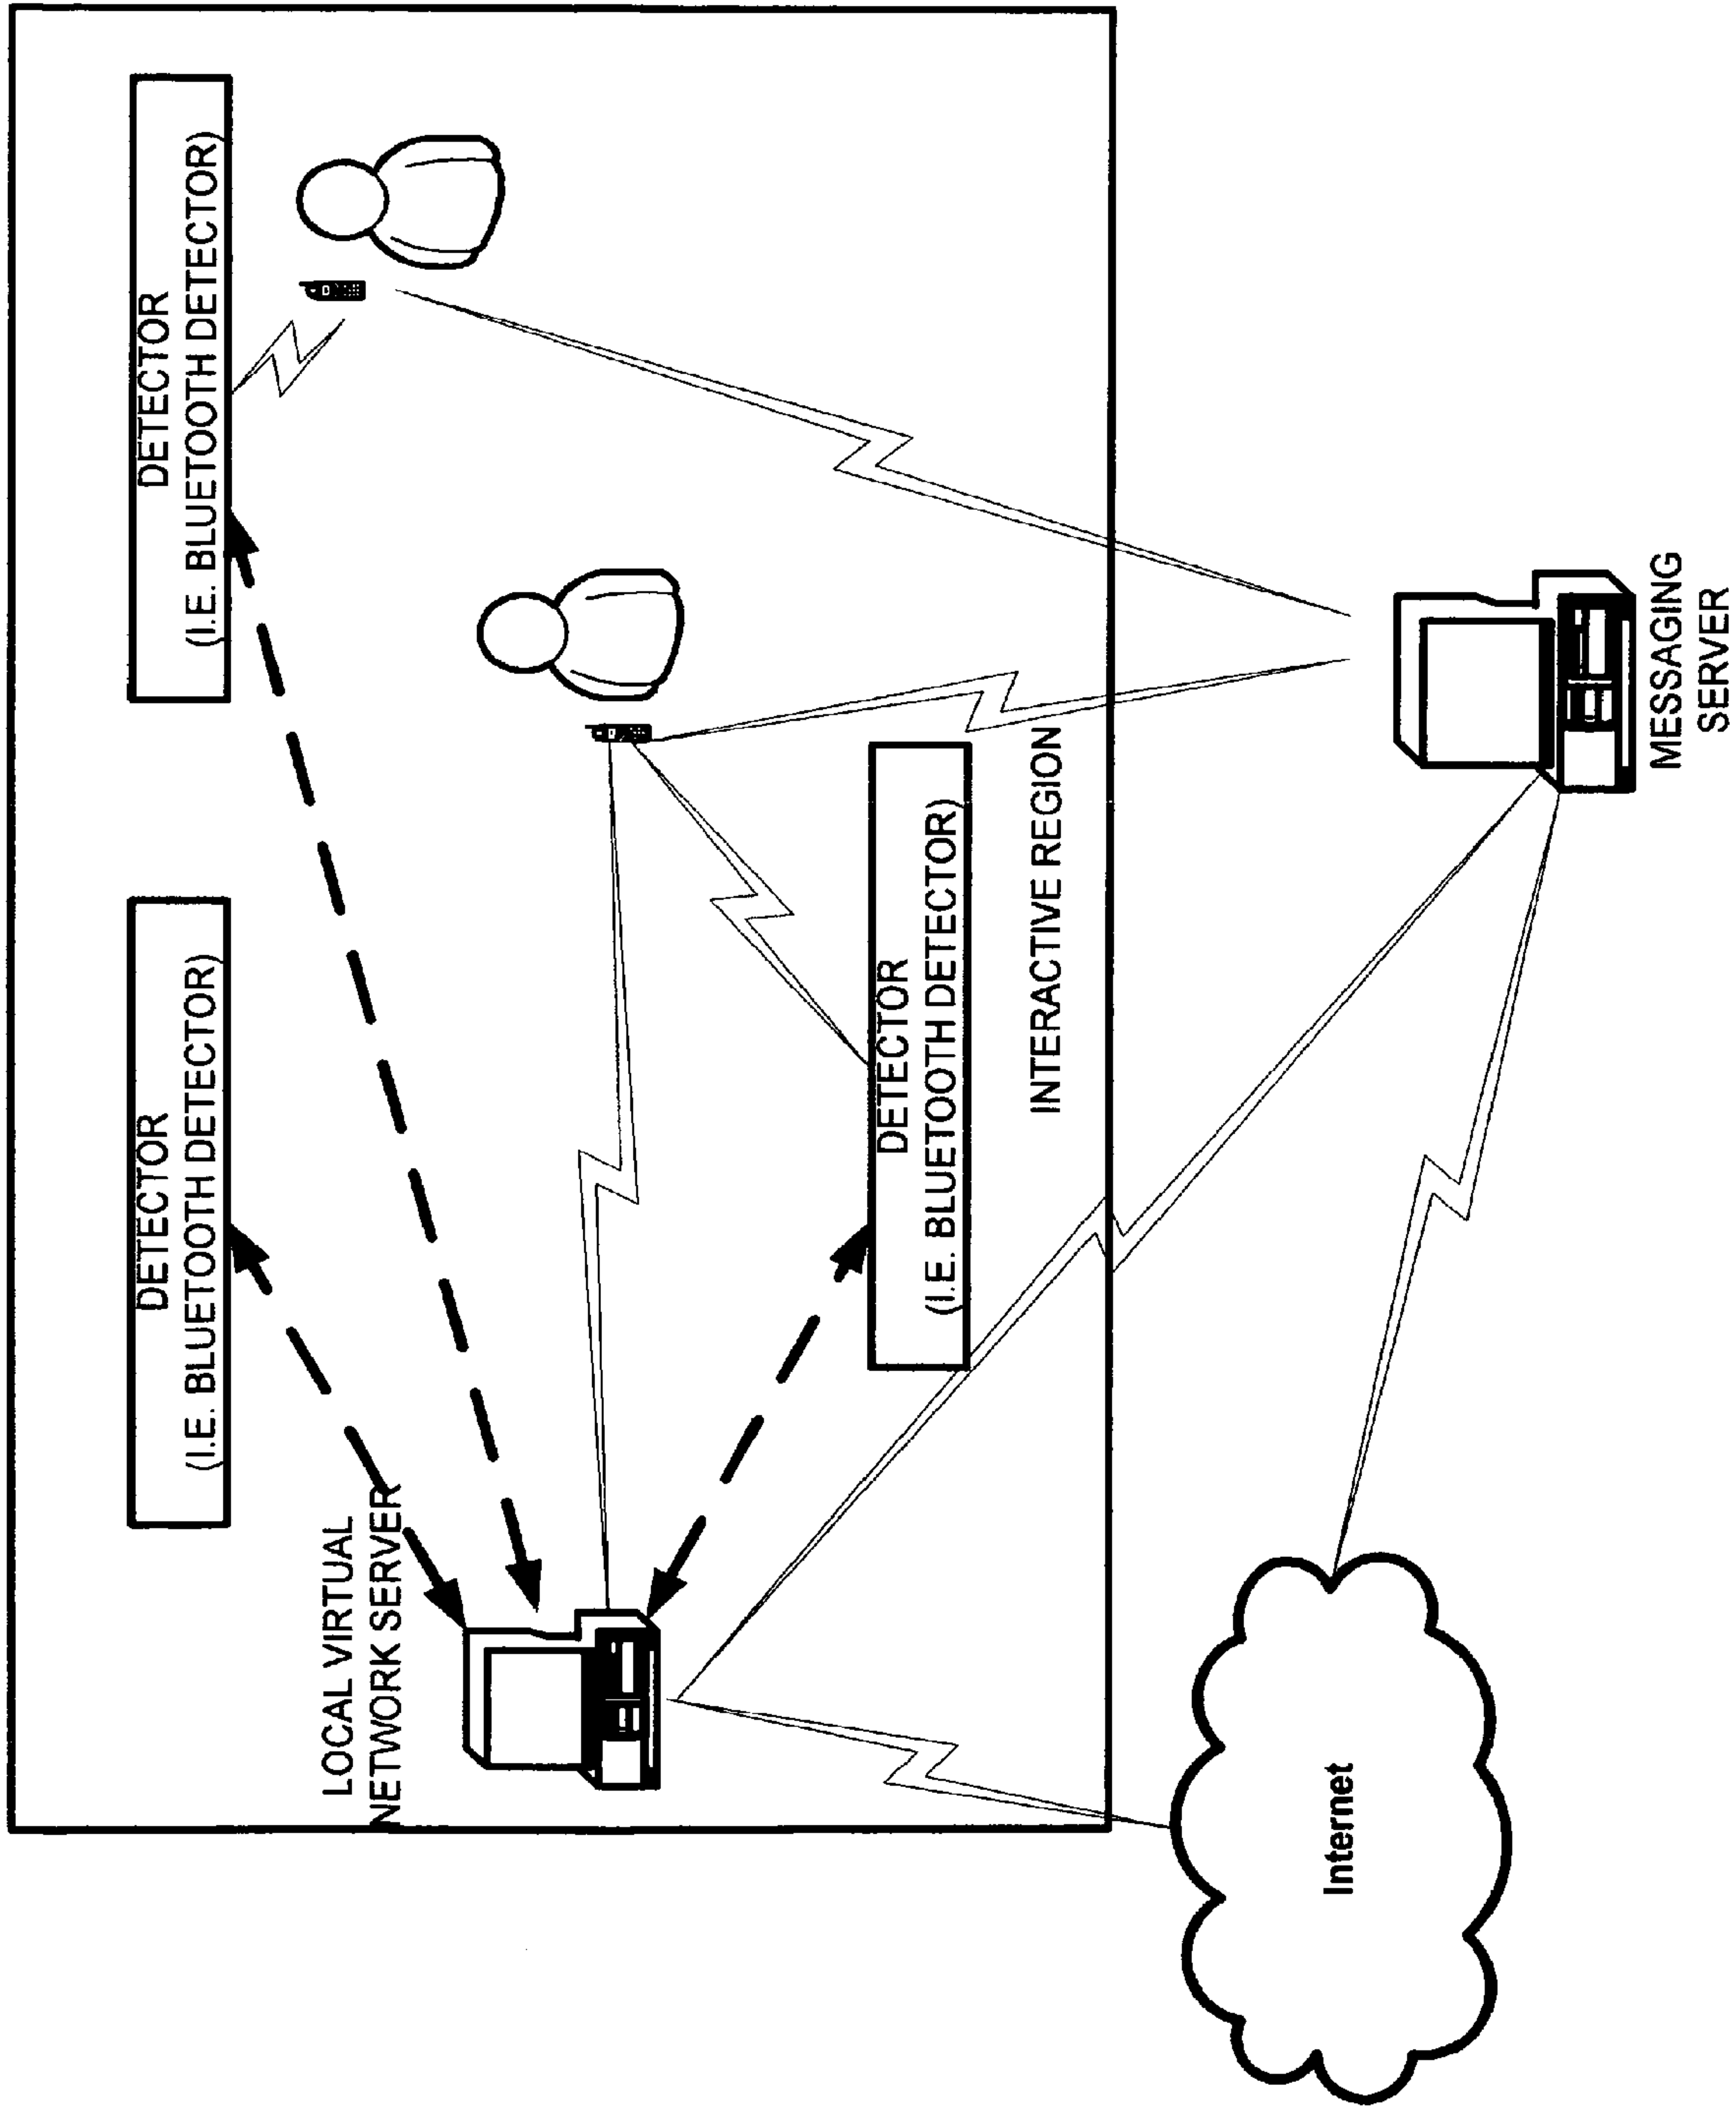 DETECTOR
(I.E. BLUETOOTH DETECTOR)
DETECTOR
(I.E. BLUETOOTH DETECTOR)
LOCAL VIRTUAL
NETWORK SERVER
DETECTOR
(I.E. BLUETOOTH DETECTOR)
INTERACTIVE REGION
Internet
MESSAGING
SERVER